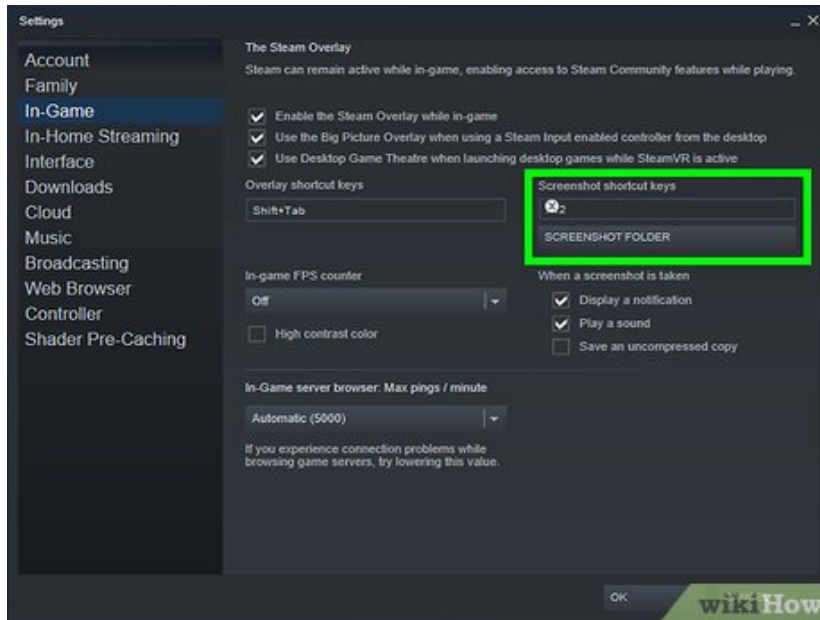 Settings
Account
Family
In-Game
In-Home Streaming
Interface
Downloads
Cloud
Music
Broadcasting
Web Browser
Controller
Shader Pre-Caching
The Steam Overlay
Steam can remain active while in-game, enabling access to Steam Community features while playing.
Enable the Steam Overlay while in-game
Use the Big Picture Overlay when using a Steam Input enabled controller from the desktop
Use Desktop Game Theatre when launching desktop games while SteamVR is active
Overlay shortcut keys
Shift+Tab
Screenshot shortcut keys
2
SCREENSHOT FOLDER
In-game FPS counter
Off
High contrast color
When a screenshot is taken
Display a notification
Play a sound
Save an uncompressed copy
In-Game server browser: Max pings / minute
Automatic (5000)
If you experience connection problems while
browsing game servers, try lowering this value.
OK
wikiHow